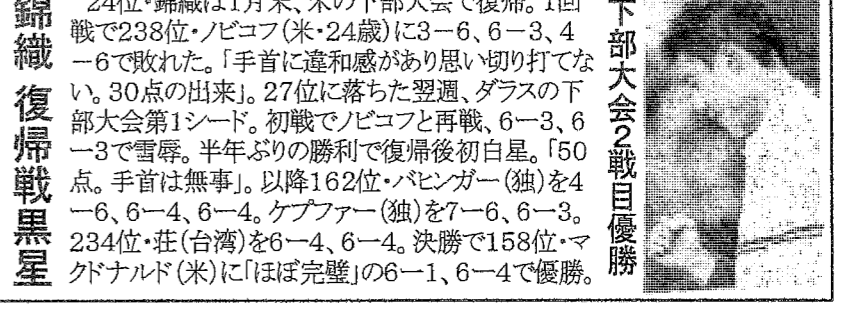 錦織 復帰戦黒星
24位・錦織は1月末、米の下部大会で復帰。1回
戦で238位・ノビコフ(米・24歳)に3−6、6−3、4
−6で敗れた。「手首に違和感があり思い切り打てな
い。30点の出来」。27位に落ちた翌週、ダラスの下
部大会第1シード。初戦でノビコフと再戦、6−3、6
−3で雪辱。半年ぶりの勝利で復帰後初白星。「50
点。手首は無事」。以降162位・バヒンガー(独)を4
−6、6−4、6−4。ケプファー(独)を7−6、6−3。
234位・荘(台湾)を6−4、6−4。決勝で158位・マ
クドナルド(米)に「ほぼ完璧」の6−1、6−4で優勝。
下部大会2戦目優勝